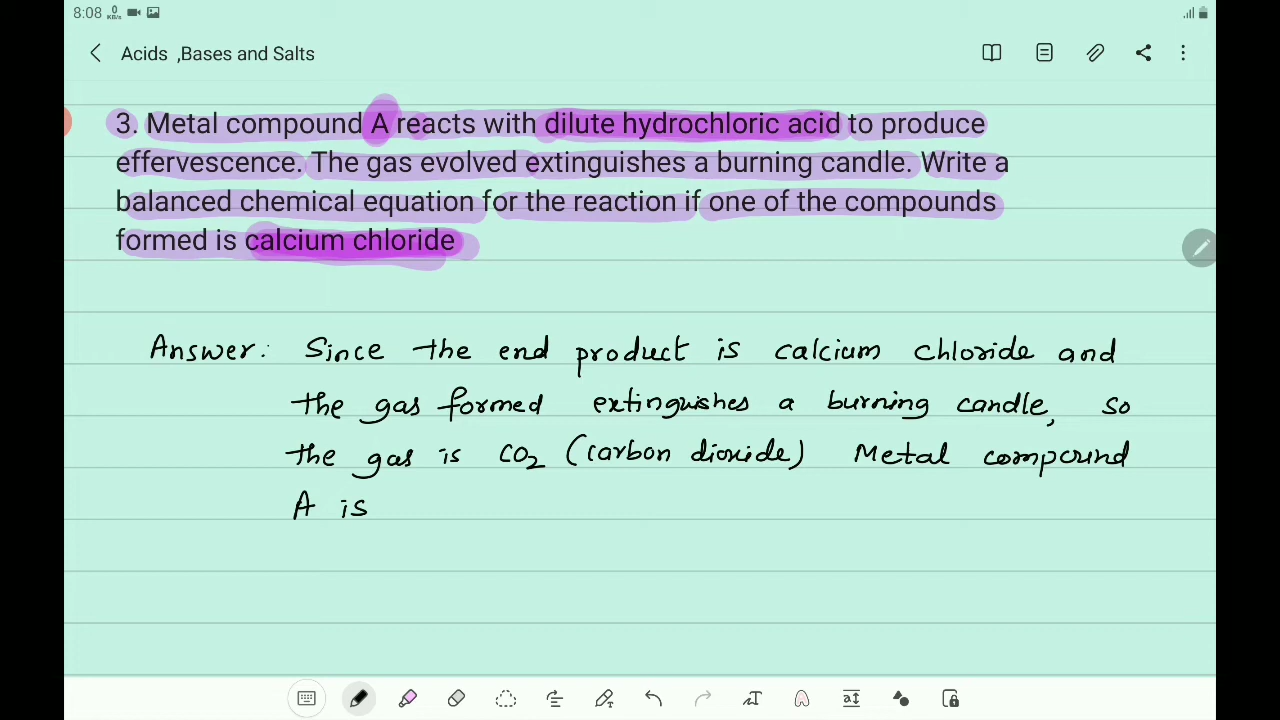 8:08 0 KB/s
Acids ,Bases and Salts
3. Metal compound A reacts with dilute hydrochloric acid to produce
effervescence. The gas evolved extinguishes a burning candle. Write a
balanced chemical equation for the reaction if one of the compounds
formed is calcium chloride
Answer: Since the end product is calcium chloride and
the gas formed extinguishes a burning candle, so
the gas is CO2 (carbon dioxide) Metal compound
A is